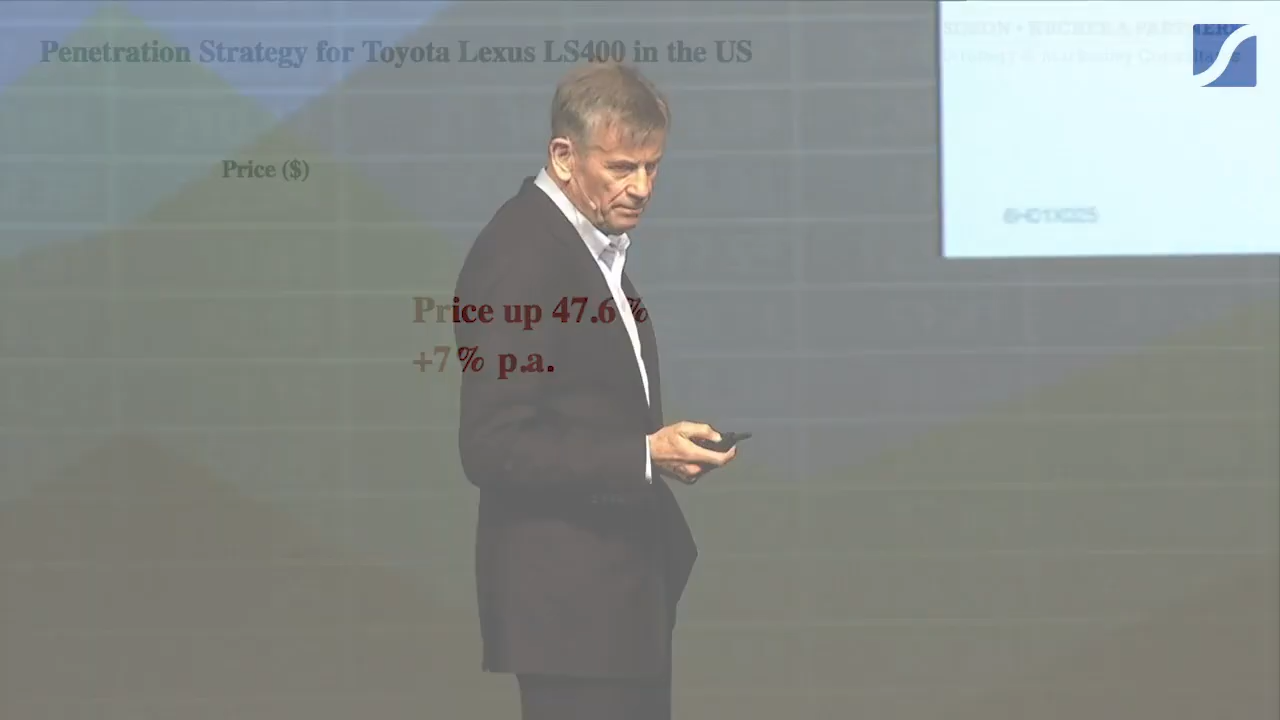 Penetration Strategy for Toyota Lexus LS400 in the US
Price ($)
Price up 47.6%
+7% p.a.